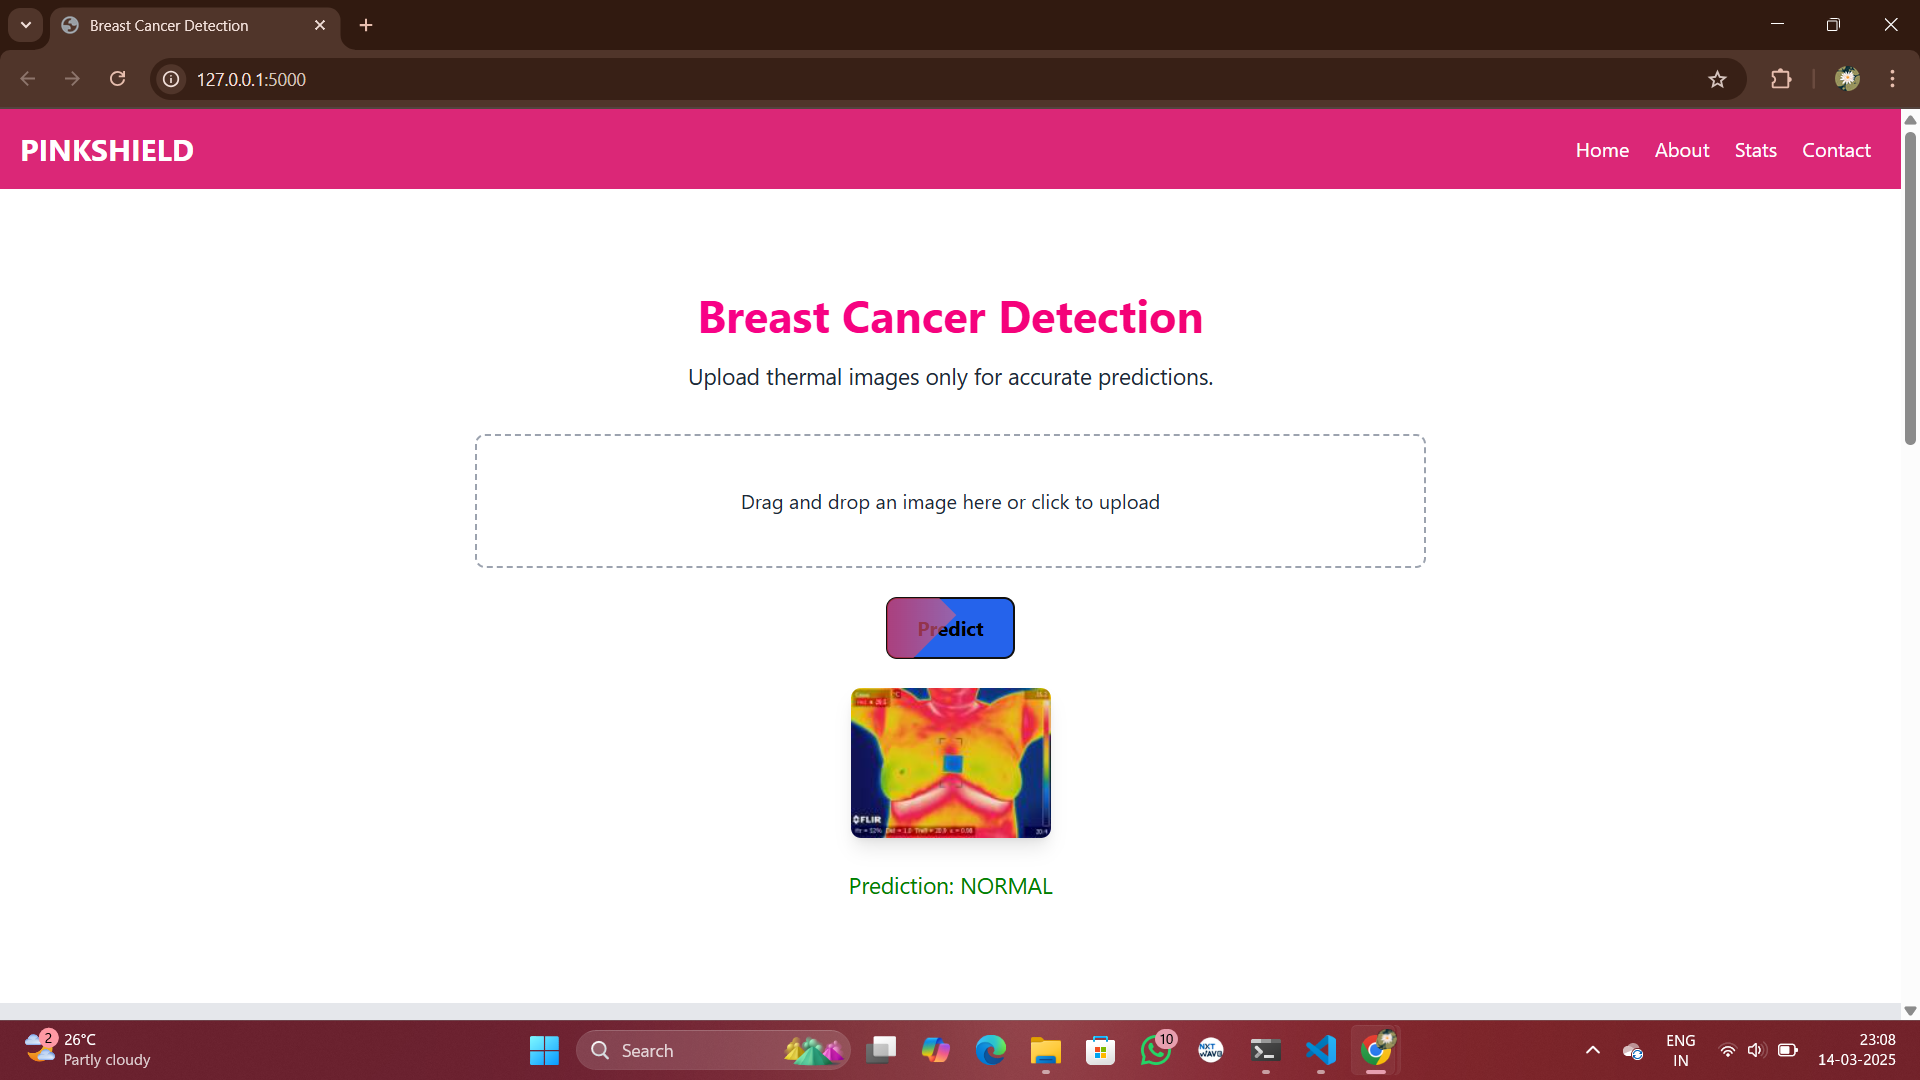 Breast Cancer Detection
127.0.0.1:5000
PINKSHIELD
Home About Stats Contact
Breast Cancer Detection
Upload thermal images only for accurate predictions.
Drag and drop an image here or click to upload
Predict
FLIR
Prediction: NORMAL
2
26°C
Partly cloudy
Search
10
NXT
WAVE
ENG
IN
23:08
14-03-2025